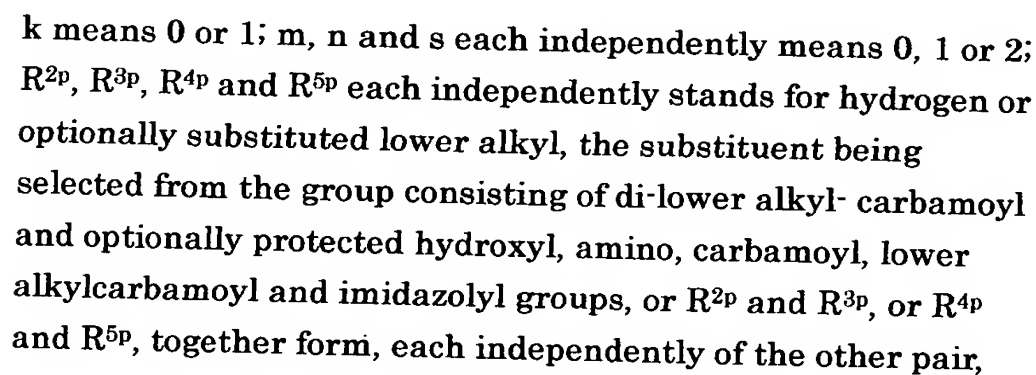 k means 0 or 1; m, n and s each independently means 0, 1 or 2;
R2p, R3p, R4p and R5p each independently stands for hydrogen or
optionally substituted lower alkyl, the substituent being
selected from the group consisting of di-lower alkyl- carbamoyl
and optionally protected hydroxyl, amino, carbamoyl, lower
alkylcarbamoyl and imidazolyl groups, or R2p and R3p, or R4p
and R5p, together form, each independently of the other pair,